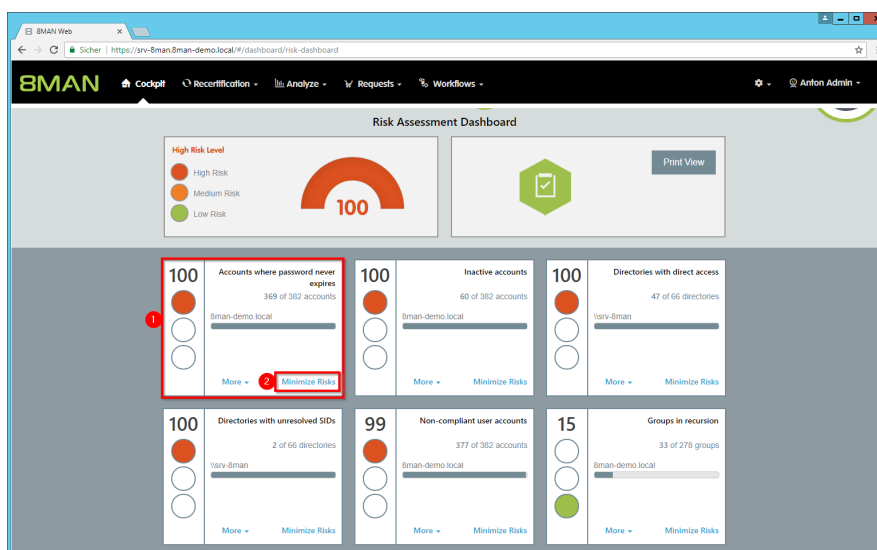 8MAN Web
Sicher | https://srv-8man.8man-demo.local/#/dashboard/risk-dashboard
8MAN
Cockpit
Recertification
Analyze
Requests
Workflows
Anton Admin
Risk Assessment Dashboard
High Risk Level
High Risk
Medium Risk
Low Risk
100
Print View
1
100
Accounts where password never
expires
369 of 382 accounts
8man-demo.local
More
2
Minimize Risks
100
Inactive accounts
60 of 382 accounts
8man-demo.local
More
Minimize Risks
100
Directories with direct access
47 of 66 directories
\\srv-8man
More
Minimize Risks
100
Directories with unresolved SIDs
2 of 66 directories
\\srv-8man
More
Minimize Risks
99
Non-compliant user accounts
377 of 382 accounts
8man-demo.local
More
Minimize Risks
15
Groups in recursion
33 of 278 groups
8man-demo.local
More
Minimize Risks